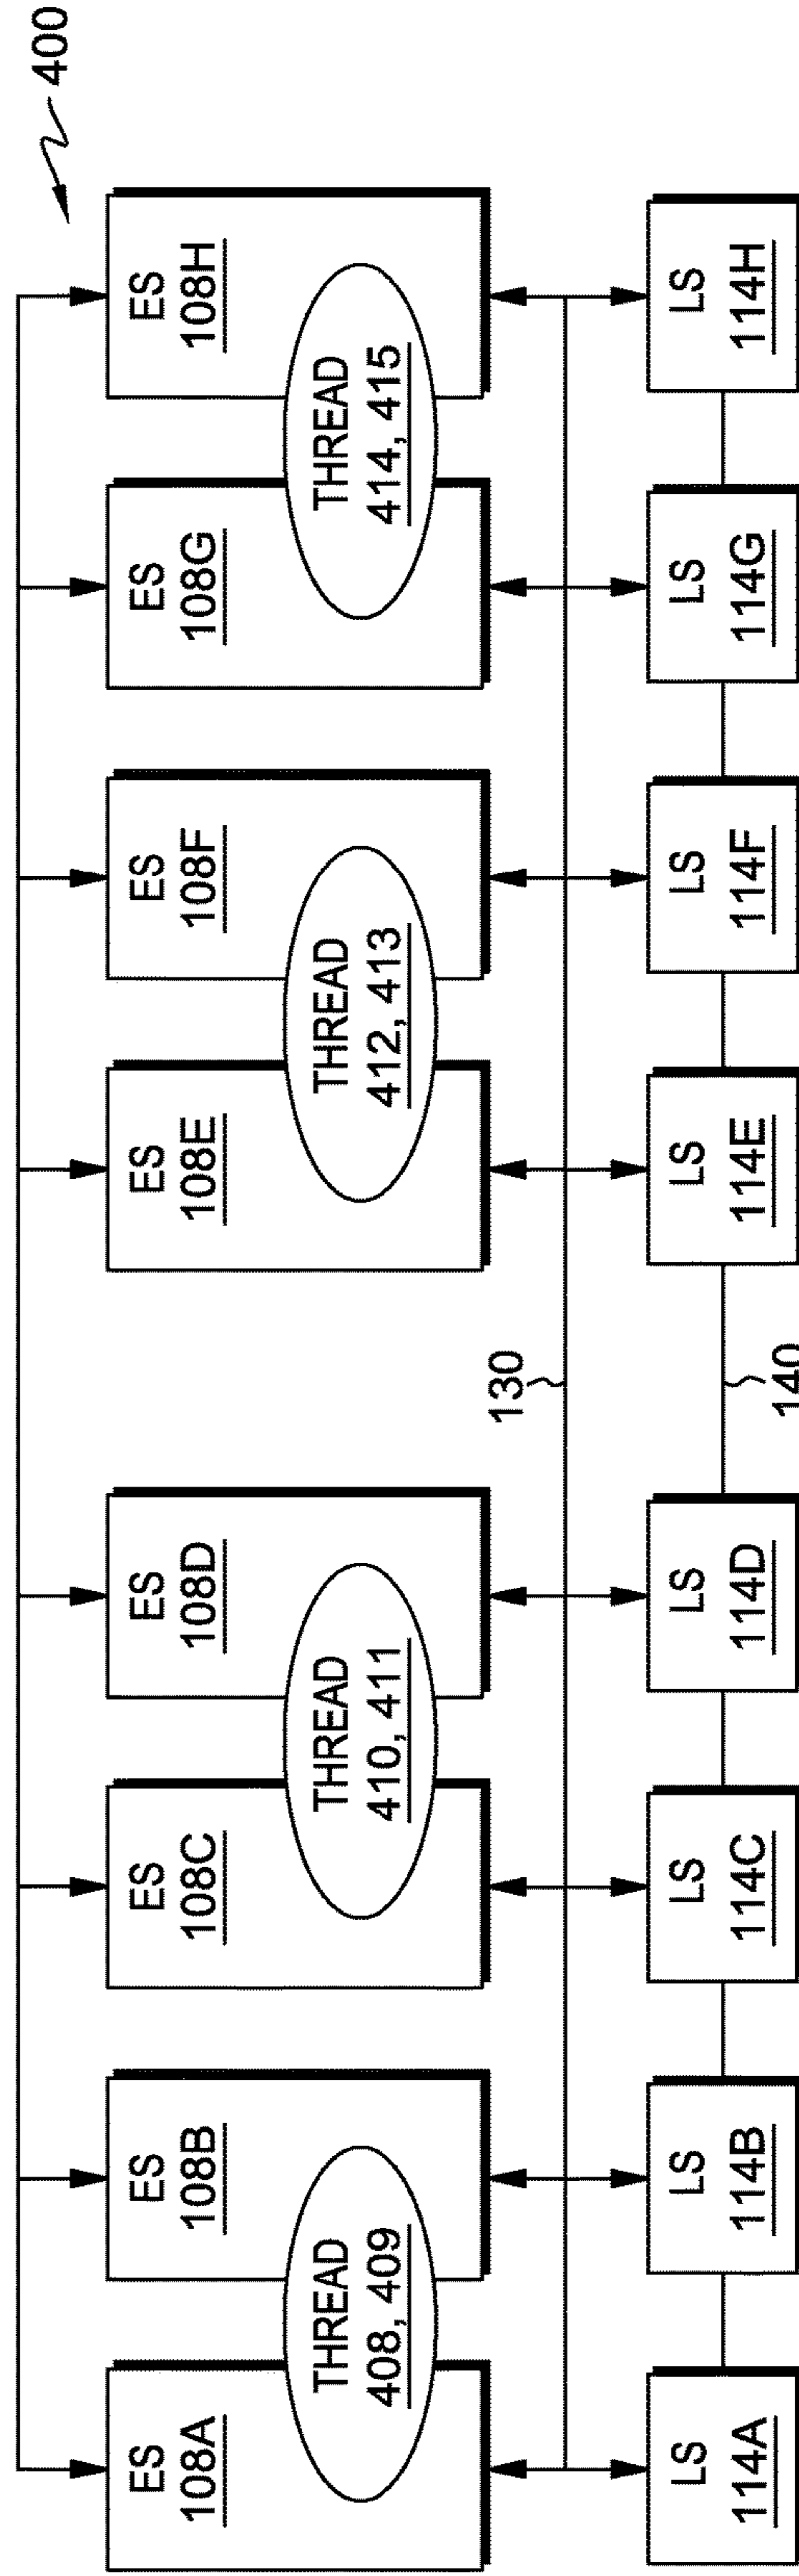 400
ES
108A
ES
108B
ES
108C
ES
108D
ES
108E
ES
108F
ES
108G
ES
108H
THREAD
408, 409
THREAD
410, 411
THREAD
412, 413
THREAD
414, 415
130
LS
114A
LS
114B
LS
114C
LS
114D
LS
114E
LS
114F
LS
114G
LS
114H
140